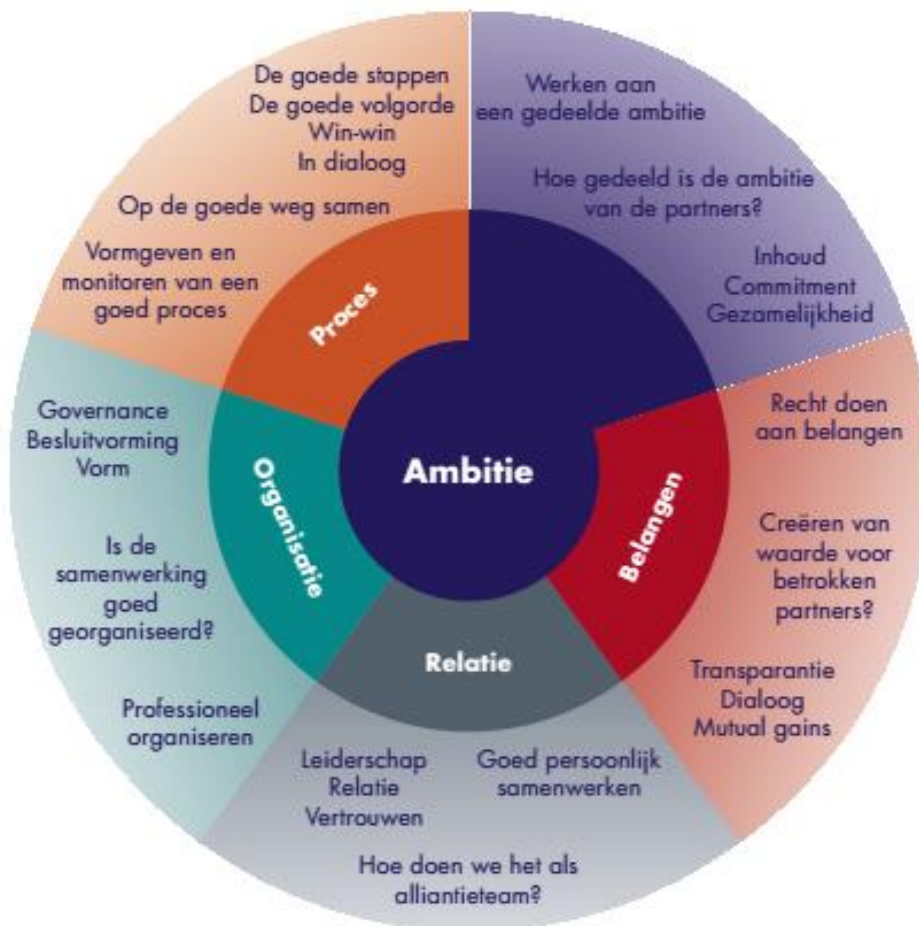 De goede stappen
De goede volgorde
Win-win
In dialoog
Op de goede weg samen
Vormgeven en
monitoren van een
goed proces
Proces
Werken aan
een gedeelde ambitie
Hoe gedeeld is de ambitie
van de partners?
Inhoud
Commitment
Gezamelijkheid
Ambitie
Recht doen
aan belangen
Creëren van
waarde voor
betrokken
partners?
Transparantie
Dialoog
Mutual gains
Belangen
Relatie
Goed persoonlijk
samenwerken
Leiderschap
Relatie
Vertrouwen
Hoe doen we het als
alliantieteam?
Organisatie
Governance
Besluitvorming
Vorm
Is de
samenwerking
goed
georganiseerd?
Professioneel
organiseren